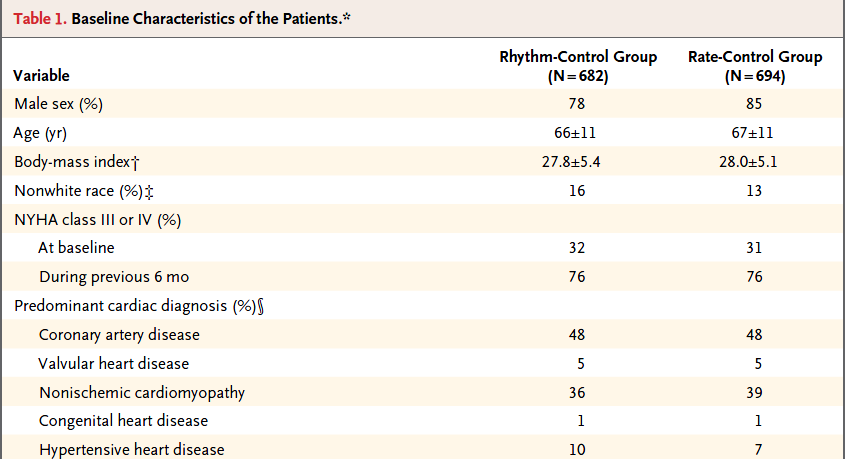 Table 1. Baseline Characteristics of the Patients.*
Variable Rhythm-Control Group (N=682) Rate-Control Group (N=694)
Male sex (%) 78 85
Age (yr) 66±11 67±11
Body-mass index† 27.8±5.4 28.0±5.1
Nonwhite race (%)‡ 16 13
NYHA class III or IV (%)
At baseline 32 31
During previous 6 mo 76 76
Predominant cardiac diagnosis (%)§
Coronary artery disease 48 48
Valvular heart disease 5 5
Nonischemic cardiomyopathy 36 39
Congenital heart disease 1 1
Hypertensive heart disease 10 7